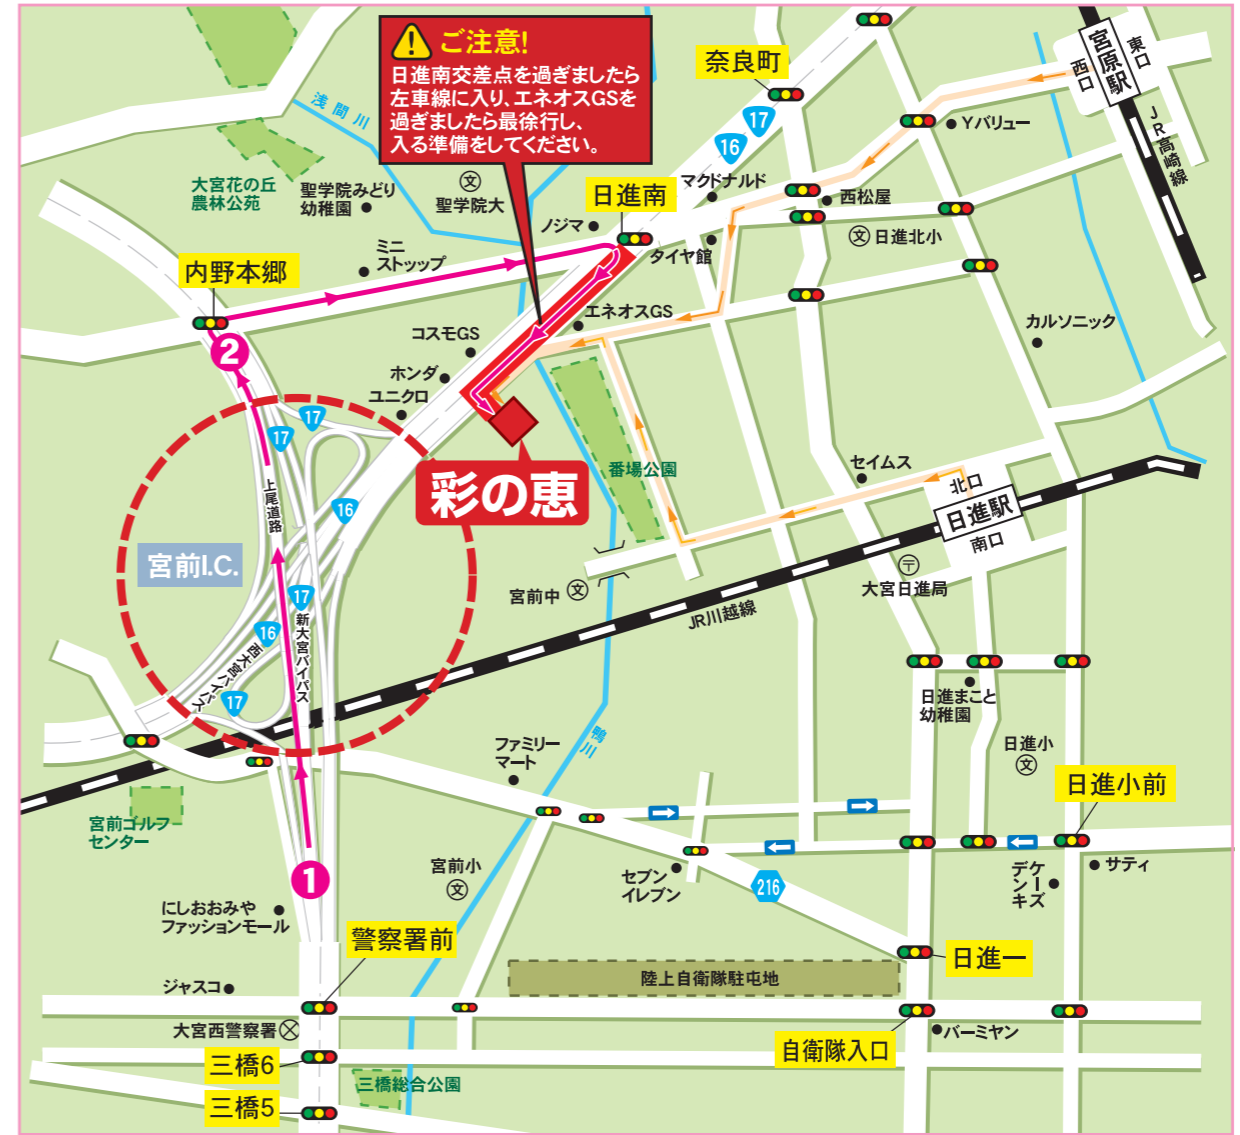 ご注意!
日進南交差点を過ぎましたら
左車線に入り、エネオスGSを
過ぎましたら最徐行し、
入る準備をしてください。
奈良町
17
16
宮原駅
東口
西口
JR高崎線
Yバリュー
浅間川
大宮花の丘
農林公苑
聖学院みどり
幼稚園
文
聖学院大
日進南
マクドナルド
西松屋
ノジマ
タイヤ館
文 日進北小
ミニ
ストップ
内野本郷
エネオスGS
コスモGS
カルソニック
2
ホンダ
ユニクロ
17
17
彩の恵
番場公園
セイムス
北口
日進駅
南口
上尾道路
16
宮前I.C.
宮前中 文
〒
大宮日進局
JR川越線
17
16
新大宮バイパス
西大宮バイパス
17
日進まこと
幼稚園
鴨川
ファミリー
マート
日進小
文
日進小前
宮前ゴルフ
センター
宮前小
文
1
セブン
イレブン
216
ケーズ
デンキ
サティ
にしおおみや
ファッションモール
警察署前
日進一
陸上自衛隊駐屯地
ジャスコ
大宮西警察署
バーミヤン
自衛隊入口
三橋6
三橋総合公園
三橋5